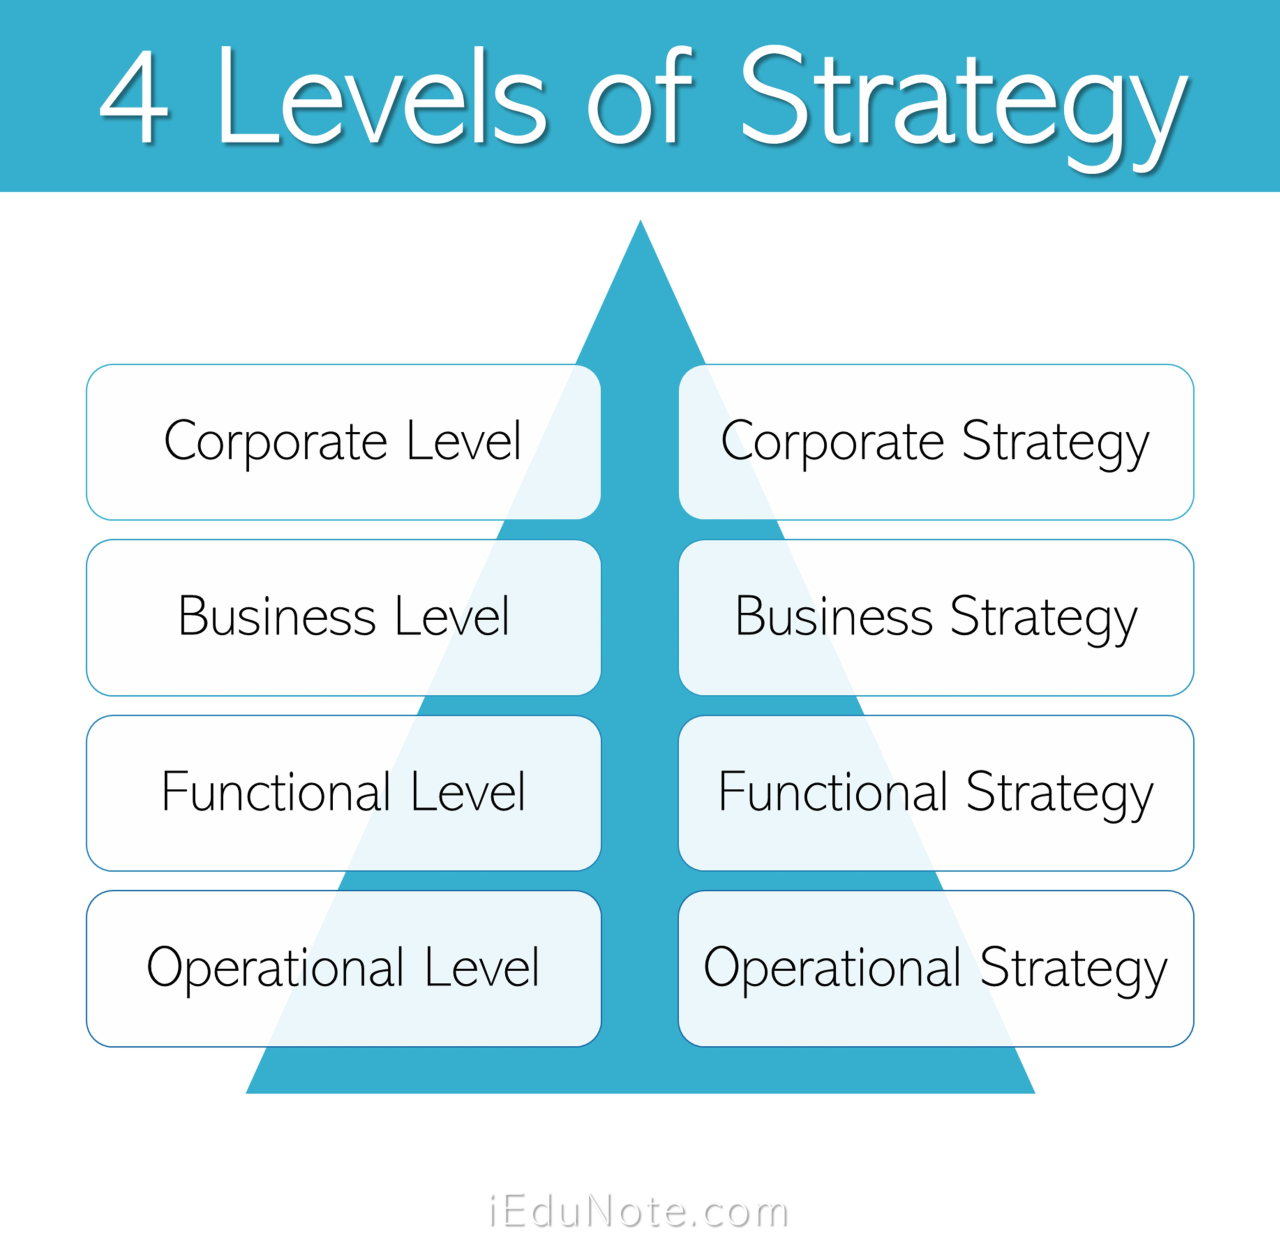 4 Levels of Strategy
Corporate Level
Corporate Strategy
Business Level
Business Strategy
Functional Level
Functional Strategy
Operational Level
Operational Strategy
iEduNote.com